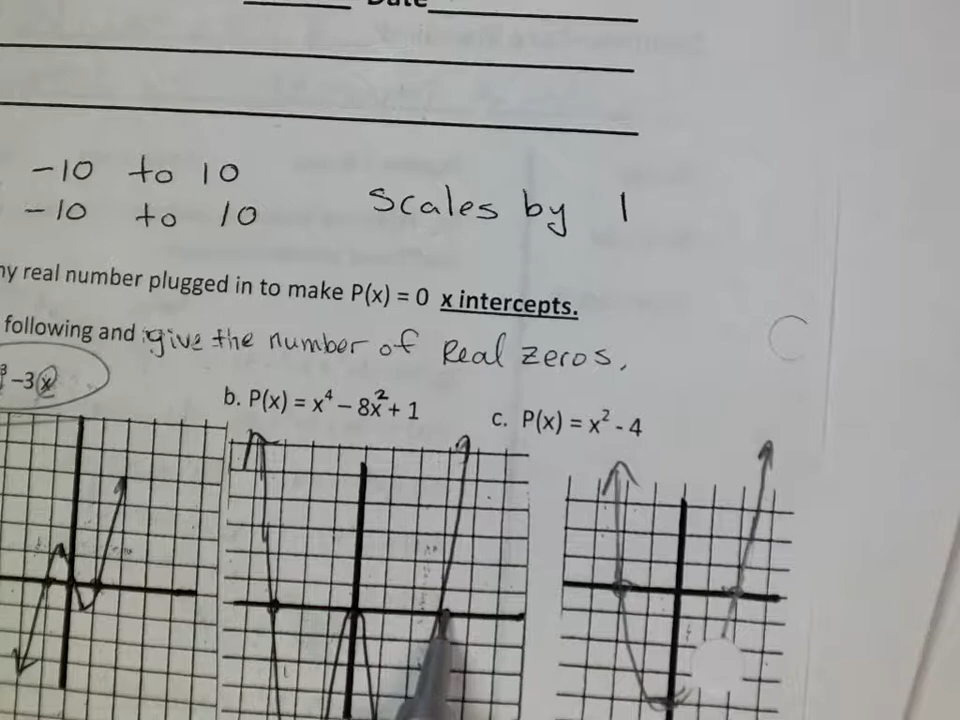 Date
-10 to 10
-10 to 10
Scales by 1
real number plugged in to make P(x) = 0 x intercepts.
following and give the number of Real zeros.
-3x
b. P(x) = x⁴ – 8x² + 1
c. P(x) = x² - 4